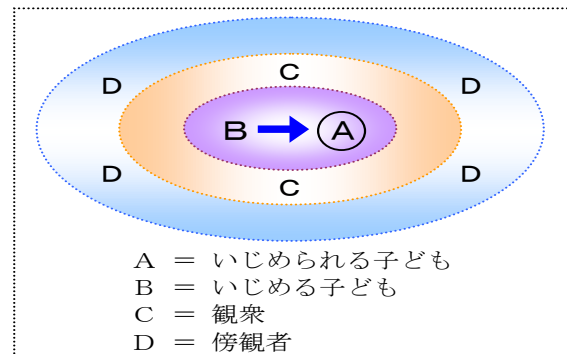 C
D D
B A
D D
C
A = いじめられる子ども
B = いじめる子ども
C = 観衆
D = 傍観者